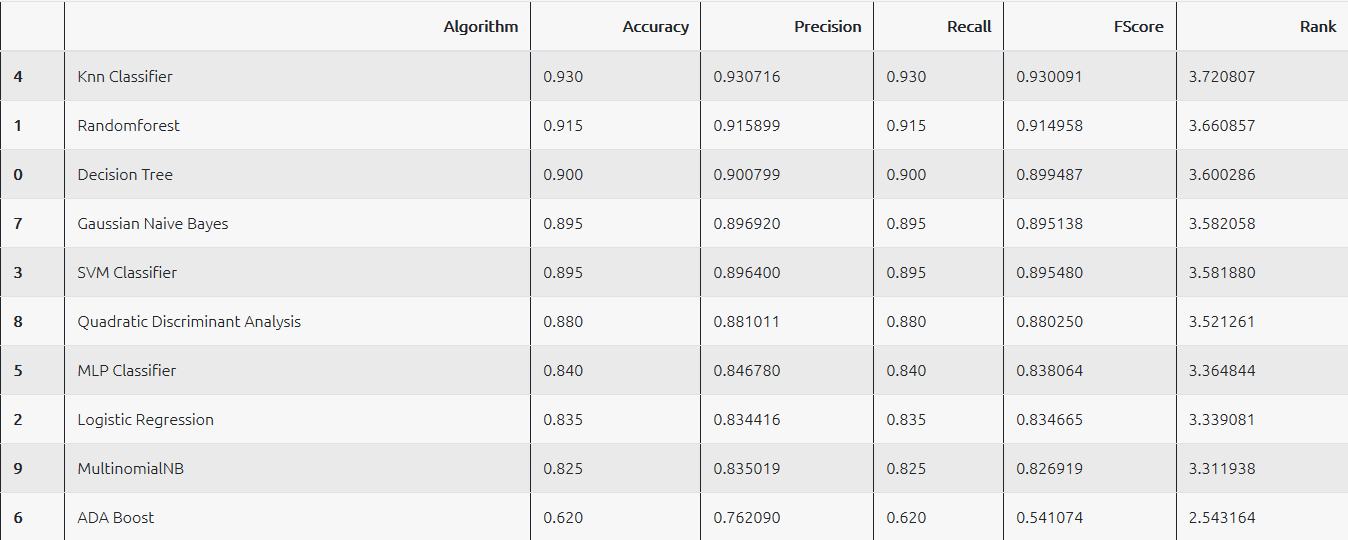 Algorithm Accuracy Precision Recall FScore Rank
4 Knn Classifier 0.930 0.930716 0.930 0.930091 3.720807
1 Randomforest 0.915 0.915899 0.915 0.914958 3.660857
0 Decision Tree 0.900 0.900799 0.900 0.899487 3.600286
7 Gaussian Naive Bayes 0.895 0.896920 0.895 0.895138 3.582058
3 SVM Classifier 0.895 0.896400 0.895 0.895480 3.581880
8 Quadratic Discriminant Analysis 0.880 0.881011 0.880 0.880250 3.521261
5 MLP Classifier 0.840 0.846780 0.840 0.838064 3.364844
2 Logistic Regression 0.835 0.834416 0.835 0.834665 3.339081
9 MultinomialNB 0.825 0.835019 0.825 0.826919 3.311938
6 ADA Boost 0.620 0.762090 0.620 0.541074 2.543164